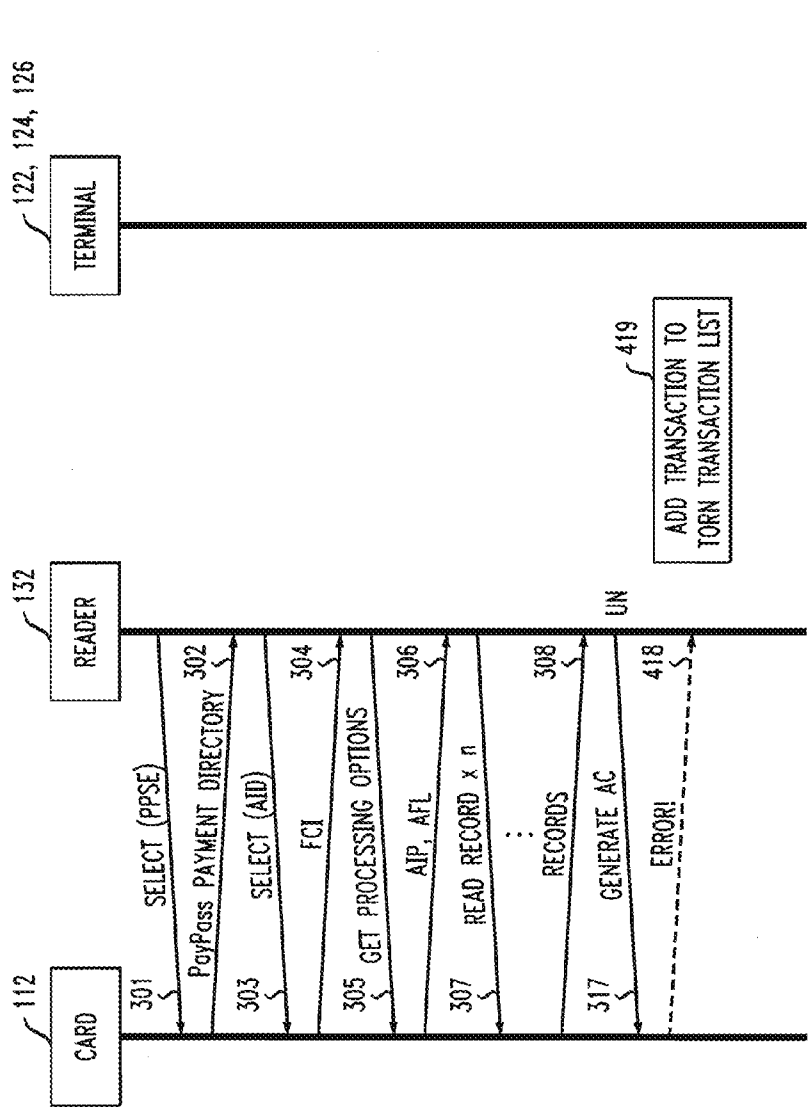 112
CARD
132
READER
122, 124, 126
TERMINAL
301
SELECT (PPSE)
PayPass PAYMENT DIRECTORY
302
303
SELECT (AID)
FCI
304
305
GET PROCESSING OPTIONS
AIP, AFL
306
307
READ RECORD x n
RECORDS
308
317
GENERATE AC
UN
ERROR!
418
419
ADD TRANSACTION TO
TORN TRANSACTION LIST